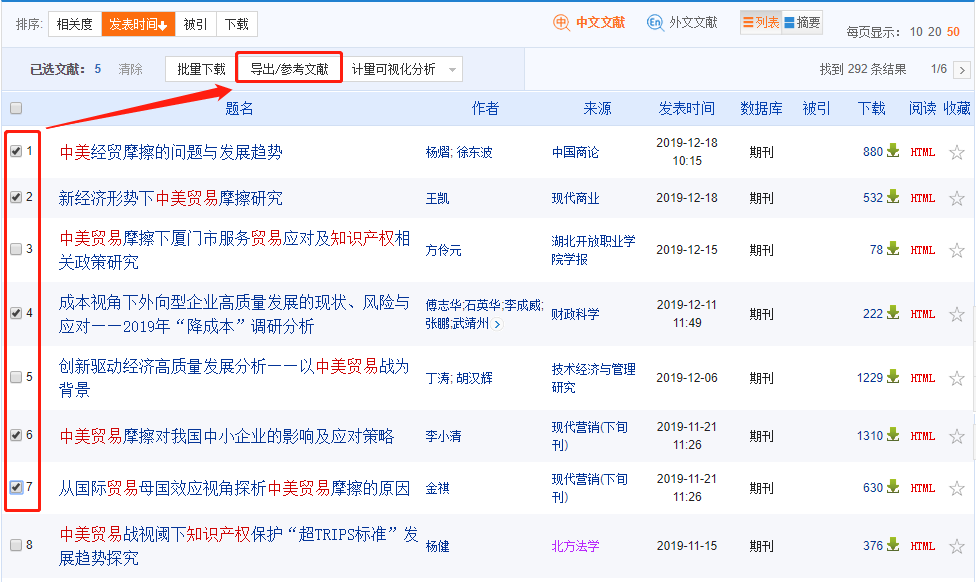 排序: 相关度 发表时间↓ 被引 下载 中 中文文献 En 外文文献 列表 摘要 每页显示: 10 20 50
已选文献: 5 清除 批量下载 导出/参考文献 计量可视化分析 找到 292 条结果 1/6 >
题名 作者 来源 发表时间 数据库 被引 下载 阅读 收藏
1 中美经贸摩擦的问题与发展趋势 杨熠; 徐东波 中国商论 2019-12-18 期刊 880 HTML
10:15
2 新经济形势下中美贸易摩擦研究 王凯 现代商业 2019-12-18 期刊 532 HTML
3 中美贸易摩擦下厦门市服务贸易应对及知识产权相 方伶元 湖北开放职业学 2019-12-15 期刊 78 HTML
关政策研究 院学报
4 成本视角下外向型企业高质量发展的现状、风险与 傅志华;石英华;李成威; 财政科学 2019-12-11 期刊 222 HTML
应对——2019年“降成本”调研分析 张鹏;武靖州 > 11:49
5 创新驱动经济高质量发展分析——以中美贸易战为 丁涛; 胡汉辉 技术经济与管理 2019-12-06 期刊 1229 HTML
背景 研究
6 中美贸易摩擦对我国中小企业的影响及应对策略 李小清 现代营销(下旬 2019-11-21 期刊 1310 HTML
刊) 11:26
7 从国际贸易母国效应视角探析中美贸易摩擦的原因 金祺 现代营销(下旬 2019-11-21 期刊 630 HTML
刊) 11:26
8 中美贸易战视阈下知识产权保护“超TRIPS标准”发 杨健 北方法学 2019-11-15 期刊 376 HTML
展趋势探究